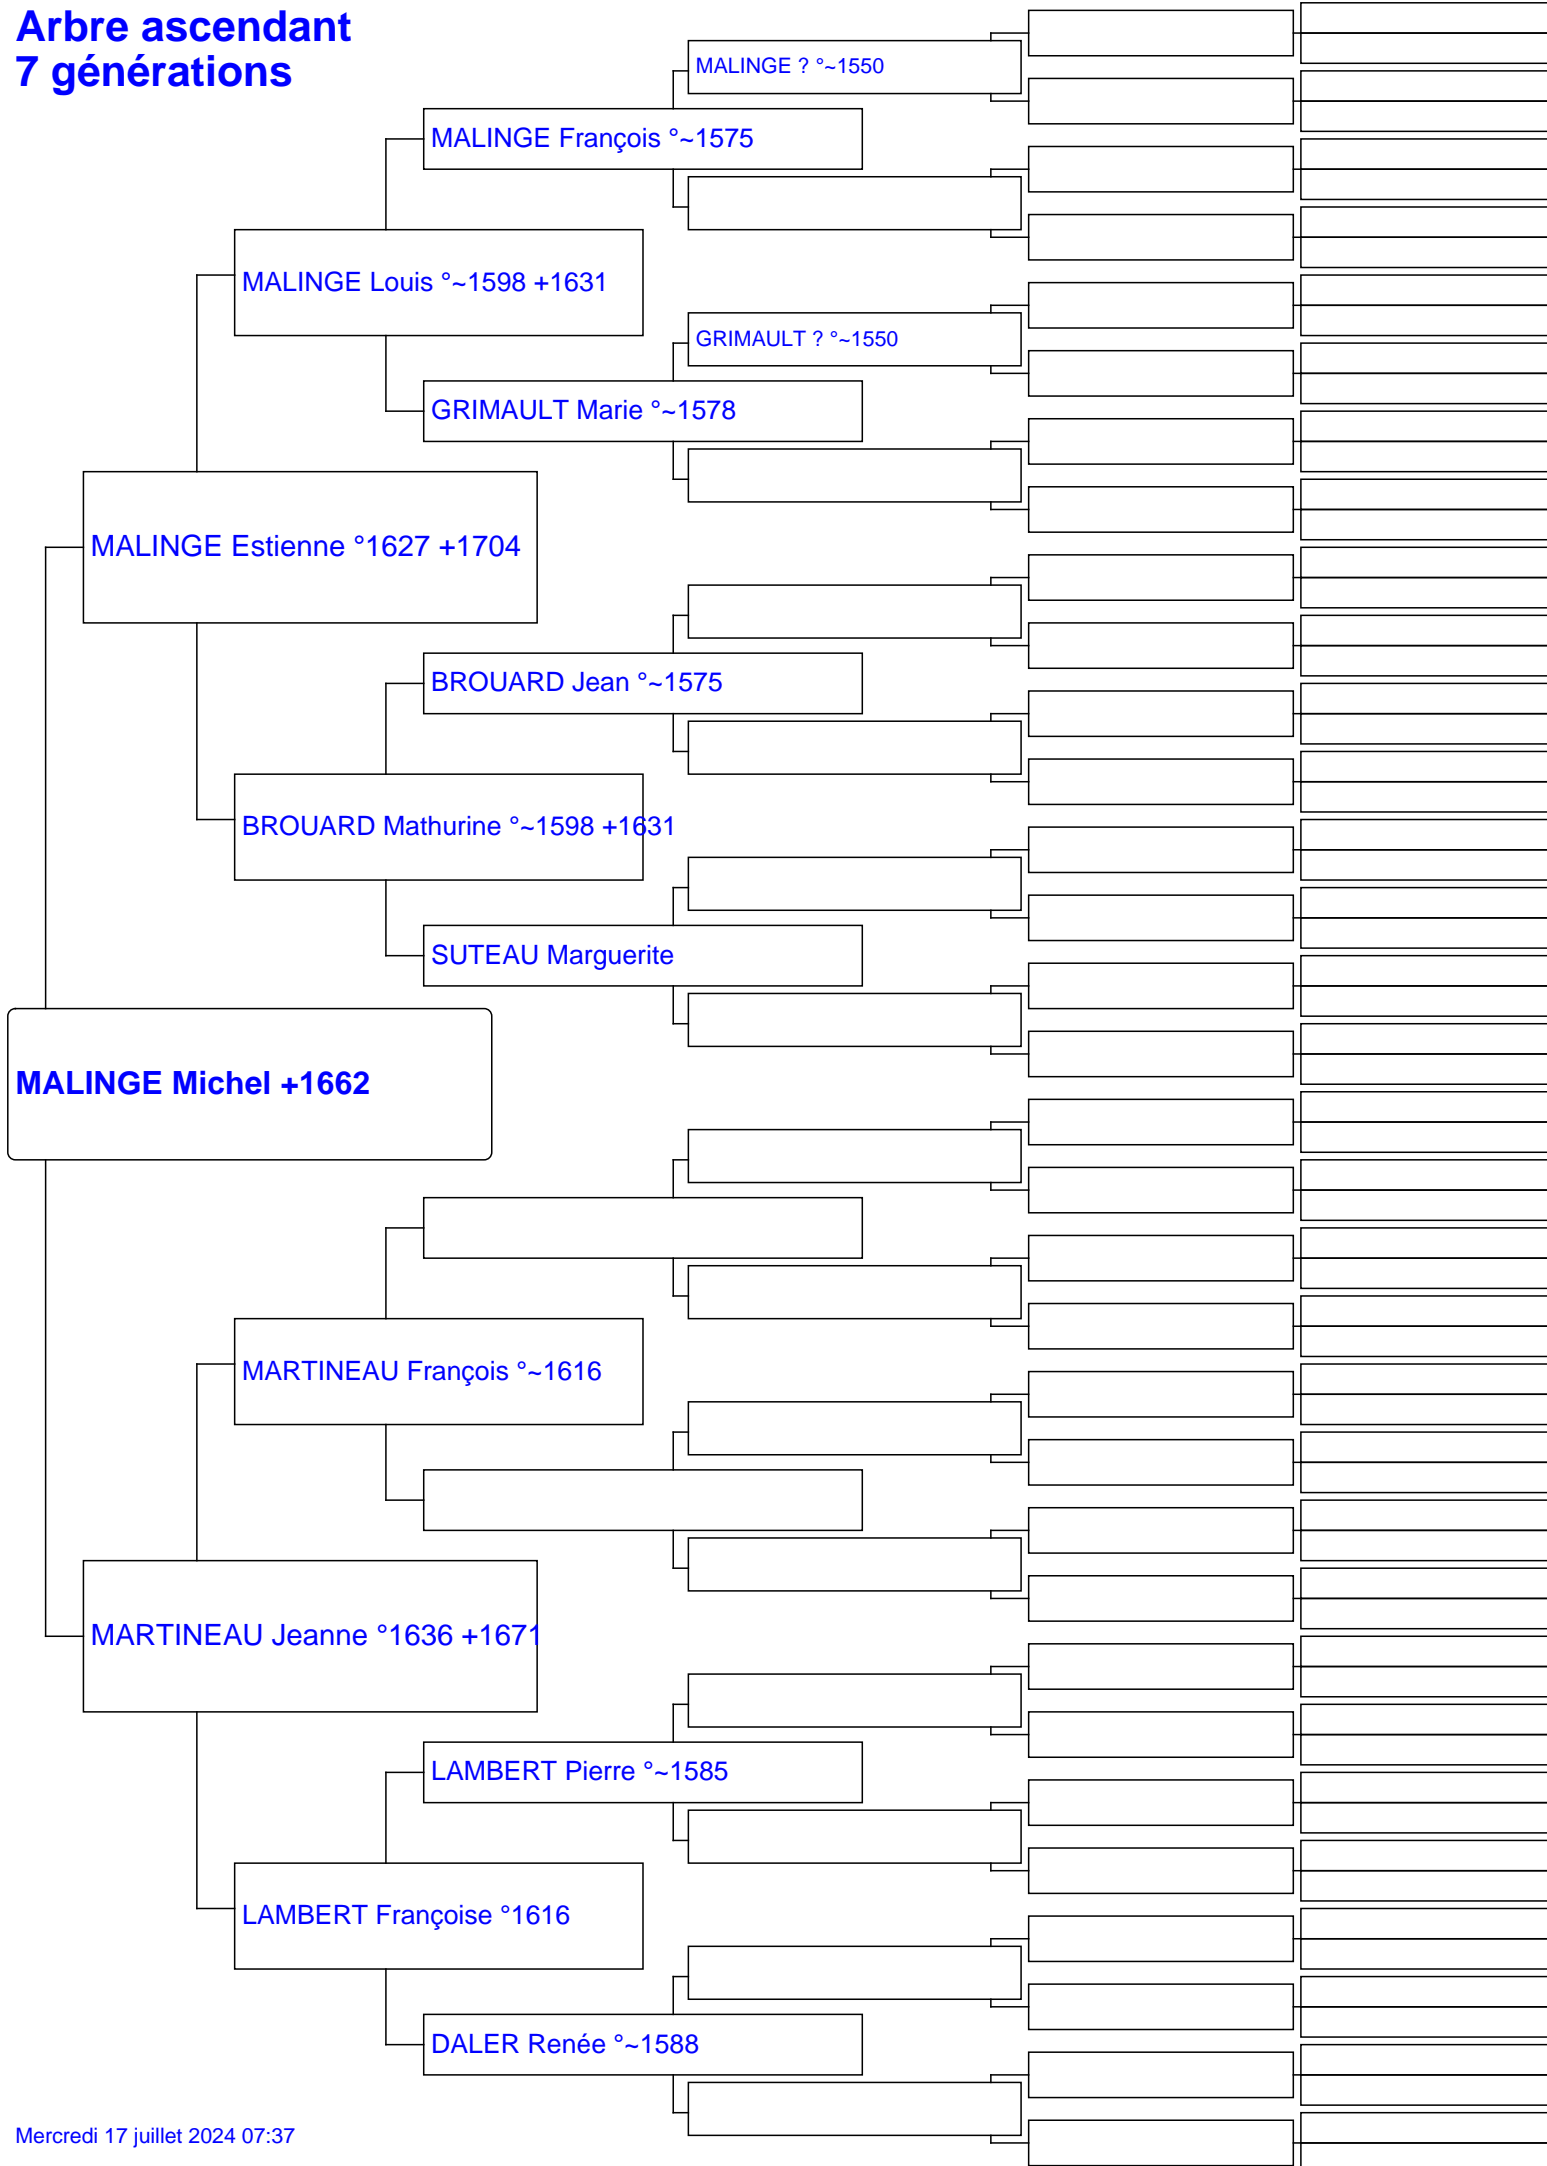 Arbre ascendant
7 générations
MALINGE ? °~1550
MALINGE François °~1575
MALINGE Louis °~1598 +1631
GRIMAULT ? °~1550
GRIMAULT Marie °~1578
MALINGE Estienne °1627 +1704
BROUARD Jean °~1575
BROUARD Mathurine °~1598 +1631
SUTEAU Marguerite
MALINGE Michel +1662
MARTINEAU François °~1616
MARTINEAU Jeanne °1636 +1671
LAMBERT Pierre °~1585
LAMBERT Françoise °1616
DALER Renée °~1588
Mercredi 17 juillet 2024 07:37